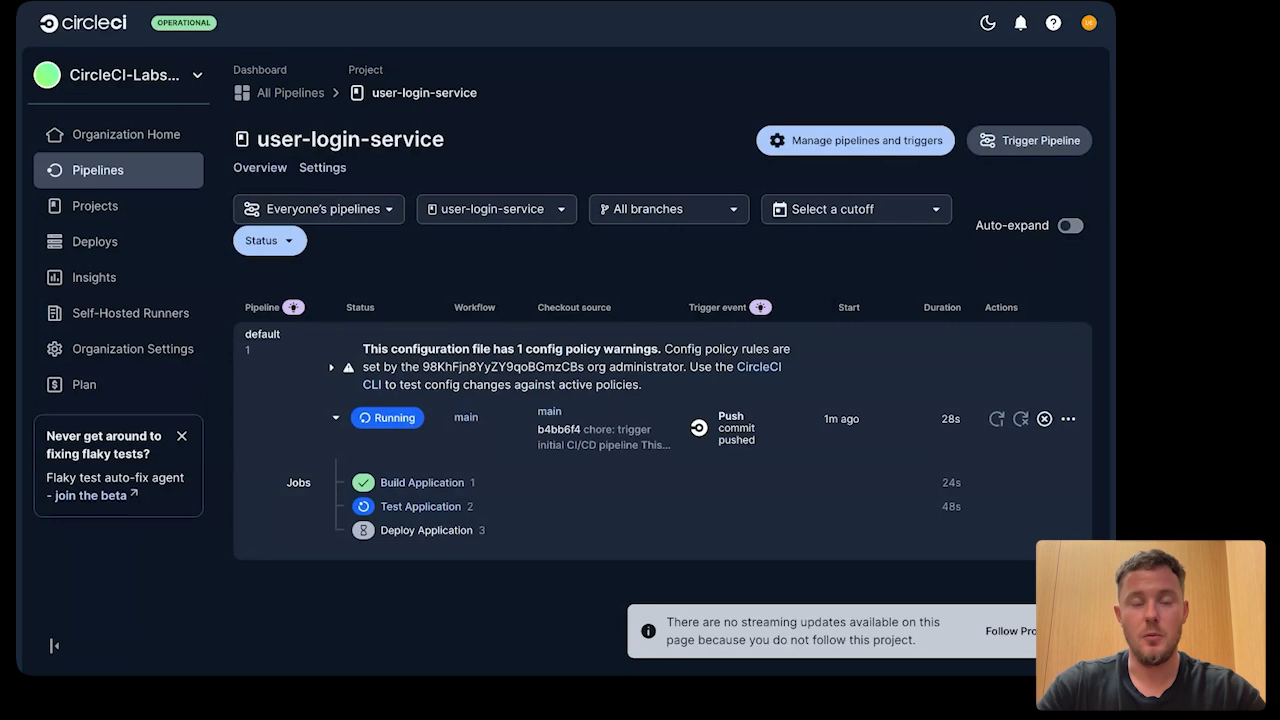 circleci OPERATIONAL
CircleCI-Labs...
Organization Home
Pipelines
Projects
Deploys
Insights
Self-Hosted Runners
Organization Settings
Plan
Never get around to
fixing flaky tests?
Flaky test auto-fix agent
- join the beta
Dashboard Project
All Pipelines user-login-service
user-login-service
Manage pipelines and triggers Trigger Pipeline
Overview Settings
Everyone's pipelines user-login-service All branches Select a cutoff
Auto-expand
Status
Pipeline Status Workflow Checkout source Trigger event Start Duration Actions
default
1
This configuration file has 1 config policy warnings. Config policy rules are
set by the 98KhFjn8YyZY9qoBGmzCBs org administrator. Use the CircleCI
CLI to test config changes against active policies.
Running main
main
b4bb6f4 chore: trigger
initial CI/CD pipeline This...
Push
commit
pushed
1m ago 28s
Jobs
Build Application 1 24s
Test Application 2 48s
Deploy Application 3
There are no streaming updates available on this
page because you do not follow this project.
Follow Pro